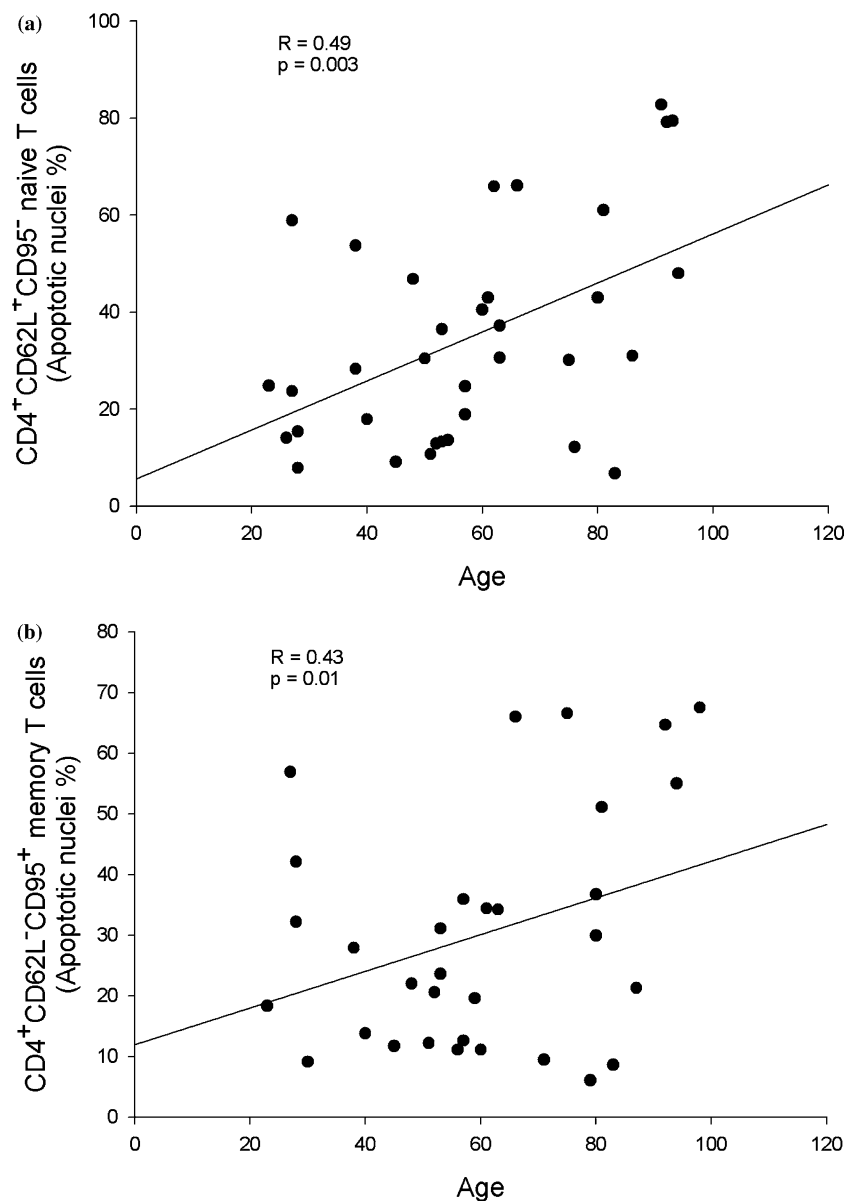 (a)
R = 0.49
p = 0.003
CD4⁺CD62L⁺CD95⁻ naive T cells
(Apoptotic nuclei %)
100
80
60
40
20
0
0 20 40 60 80 100 120
Age
(b)
R = 0.43
p = 0.01
CD4⁺CD62L⁻CD95⁺ memory T cells
(Apoptotic nuclei %)
80
70
60
50
40
30
20
10
0
0 20 40 60 80 100 120
Age